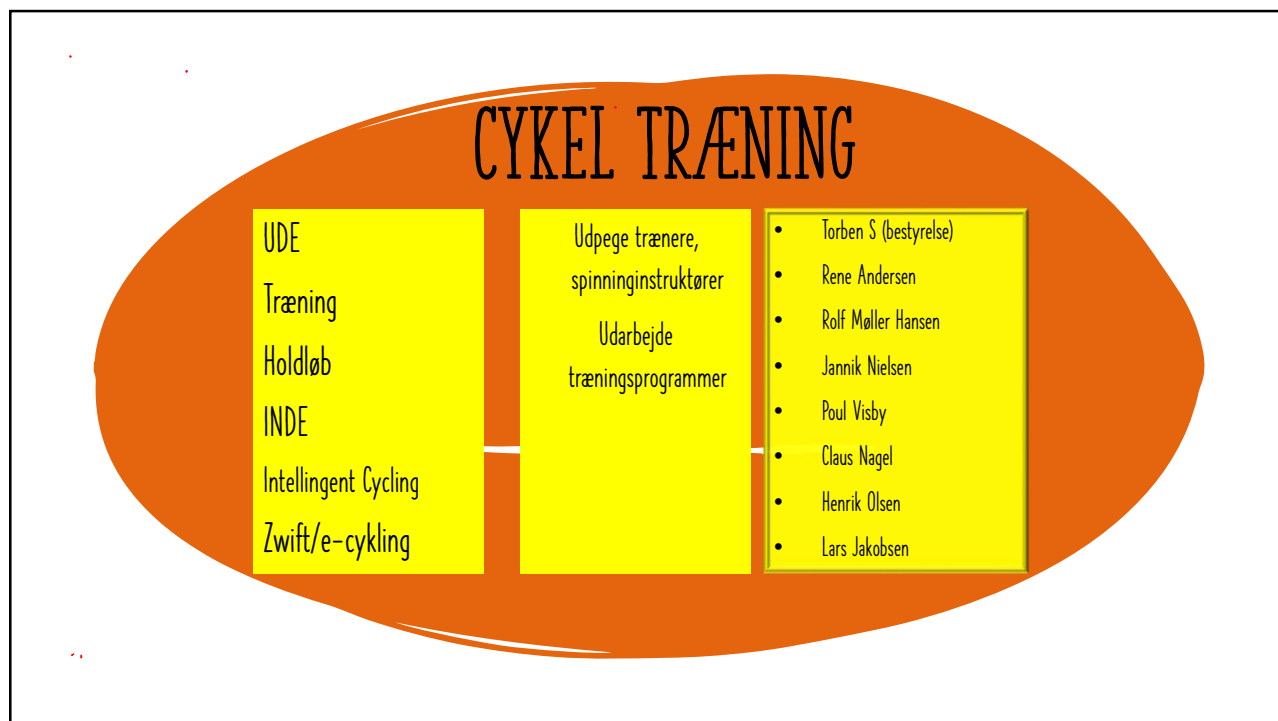 CYKEL TRÆNING
UDE
Træning
Holdløb
INDE
Intellingent Cycling
Zwift/e-cykling
Udpege trænere,
spinninginstruktører
Udarbejde
træningsprogrammer
• Torben S (bestyrelse)
• Rene Andersen
• Rolf Møller Hansen
• Jannik Nielsen
• Poul Visby
• Claus Nagel
• Henrik Olsen
• Lars Jakobsen